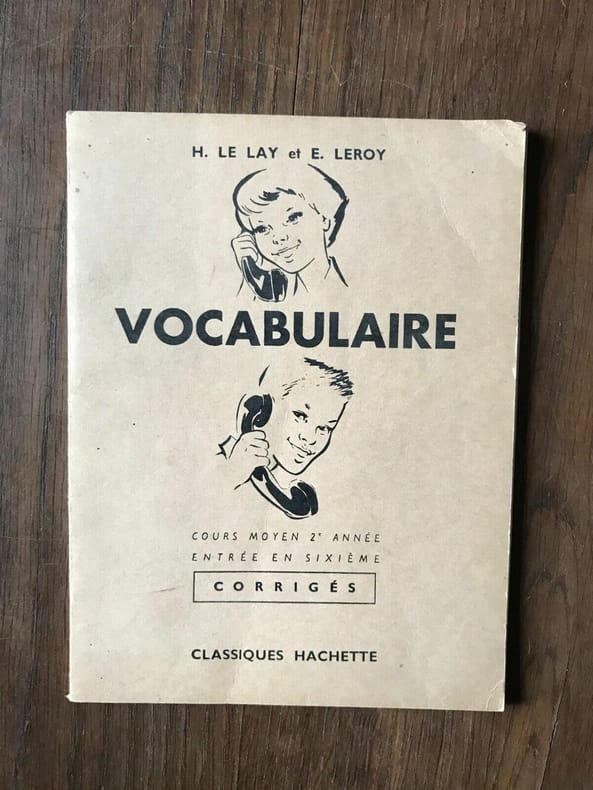 H. LE LAY et E. LEROY
VOCABULAIRE
COURS MOYEN 2e ANNÉE
ENTRÉE EN SIXIÈME
CORRIGÉS
CLASSIQUES HACHETTE